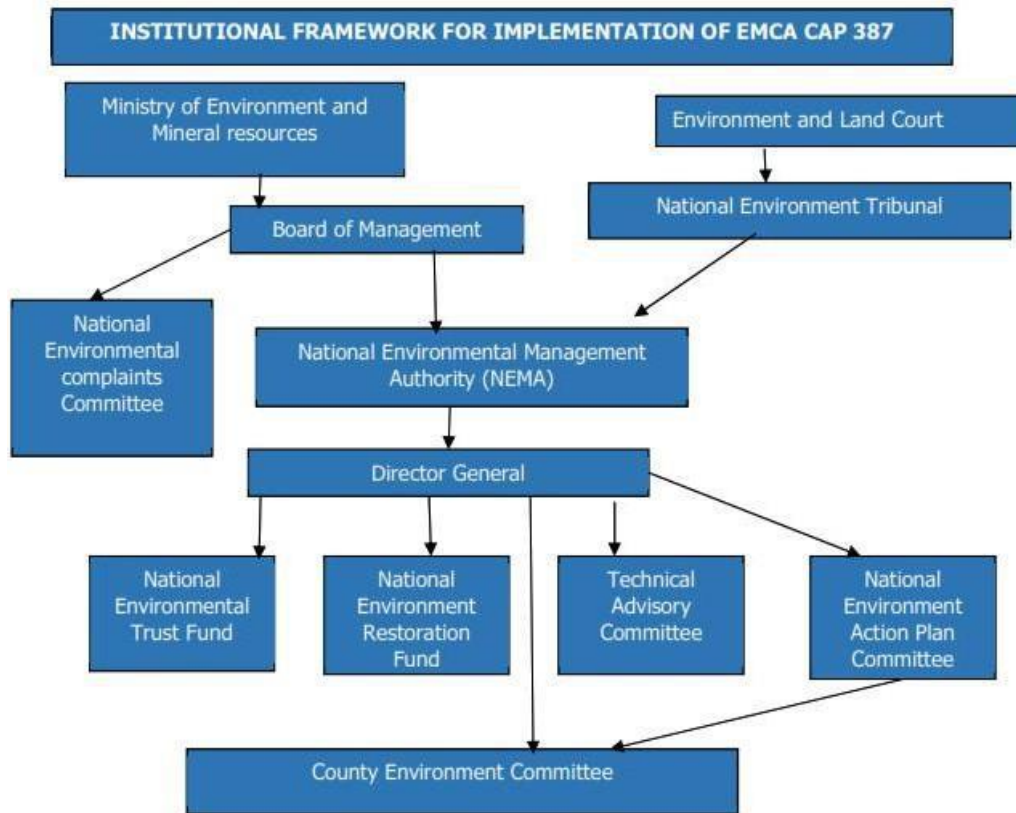 INSTITUTIONAL FRAMEWORK FOR IMPLEMENTATION OF EMCA CAP 387
Ministry of Environment and
Mineral resources
Environment and Land Court
National Environment Tribunal
Board of Management
National
Environmental
complaints
Committee
National Environmental Management
Authority (NEMA)
Director General
National
Environmental
Trust Fund
National
Environment
Restoration
Fund
Technical
Advisory
Committee
National
Environment
Action Plan
Committee
County Environment Committee